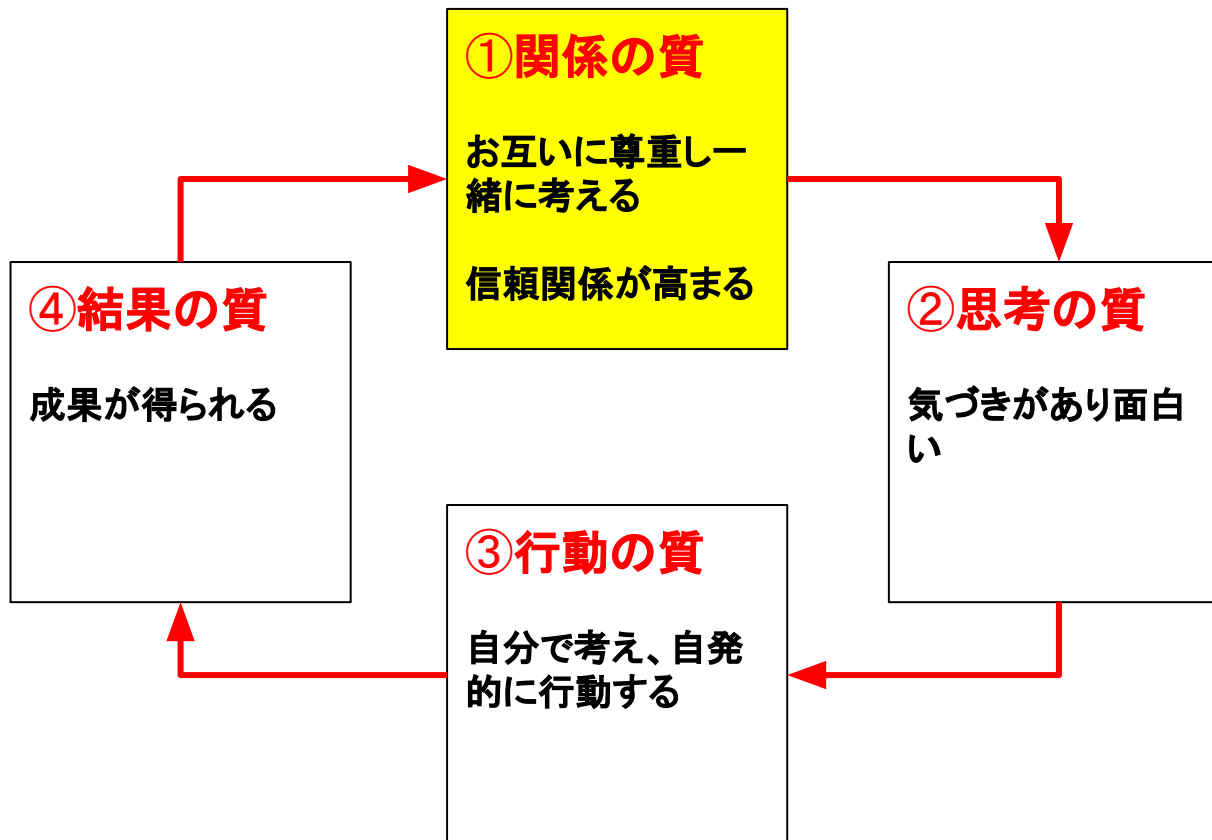 ①関係の質
お互いに尊重し一
緒に考える
信頼関係が高まる
②思考の質
気づきがあり面白
い
③行動の質
自分で考え、自発
的に行動する
④結果の質
成果が得られる